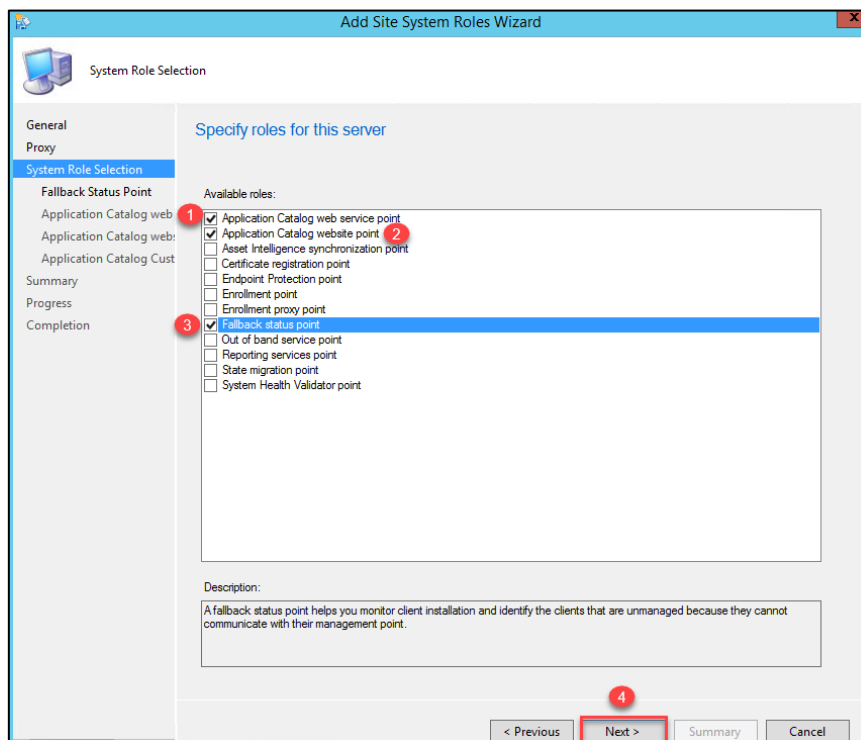 Add Site System Roles Wizard
X
System Role Selection
General
Proxy
System Role Selection
Fallback Status Point
Application Catalog web
Application Catalog web
Application Catalog Cust
Summary
Progress
Completion
Specify roles for this server
Available roles:
1 Application Catalog web service point
Application Catalog website point 2
Asset Intelligence synchronization point
Certificate registration point
Endpoint Protection point
Enrollment point
Enrollment proxy point
3 Fallback status point
Out of band service point
Reporting services point
State migration point
System Health Validator point
Description:
A fallback status point helps you monitor client installation and identify the clients that are unmanaged because they cannot
communicate with their management point.
4
< Previous
Next >
Summary
Cancel